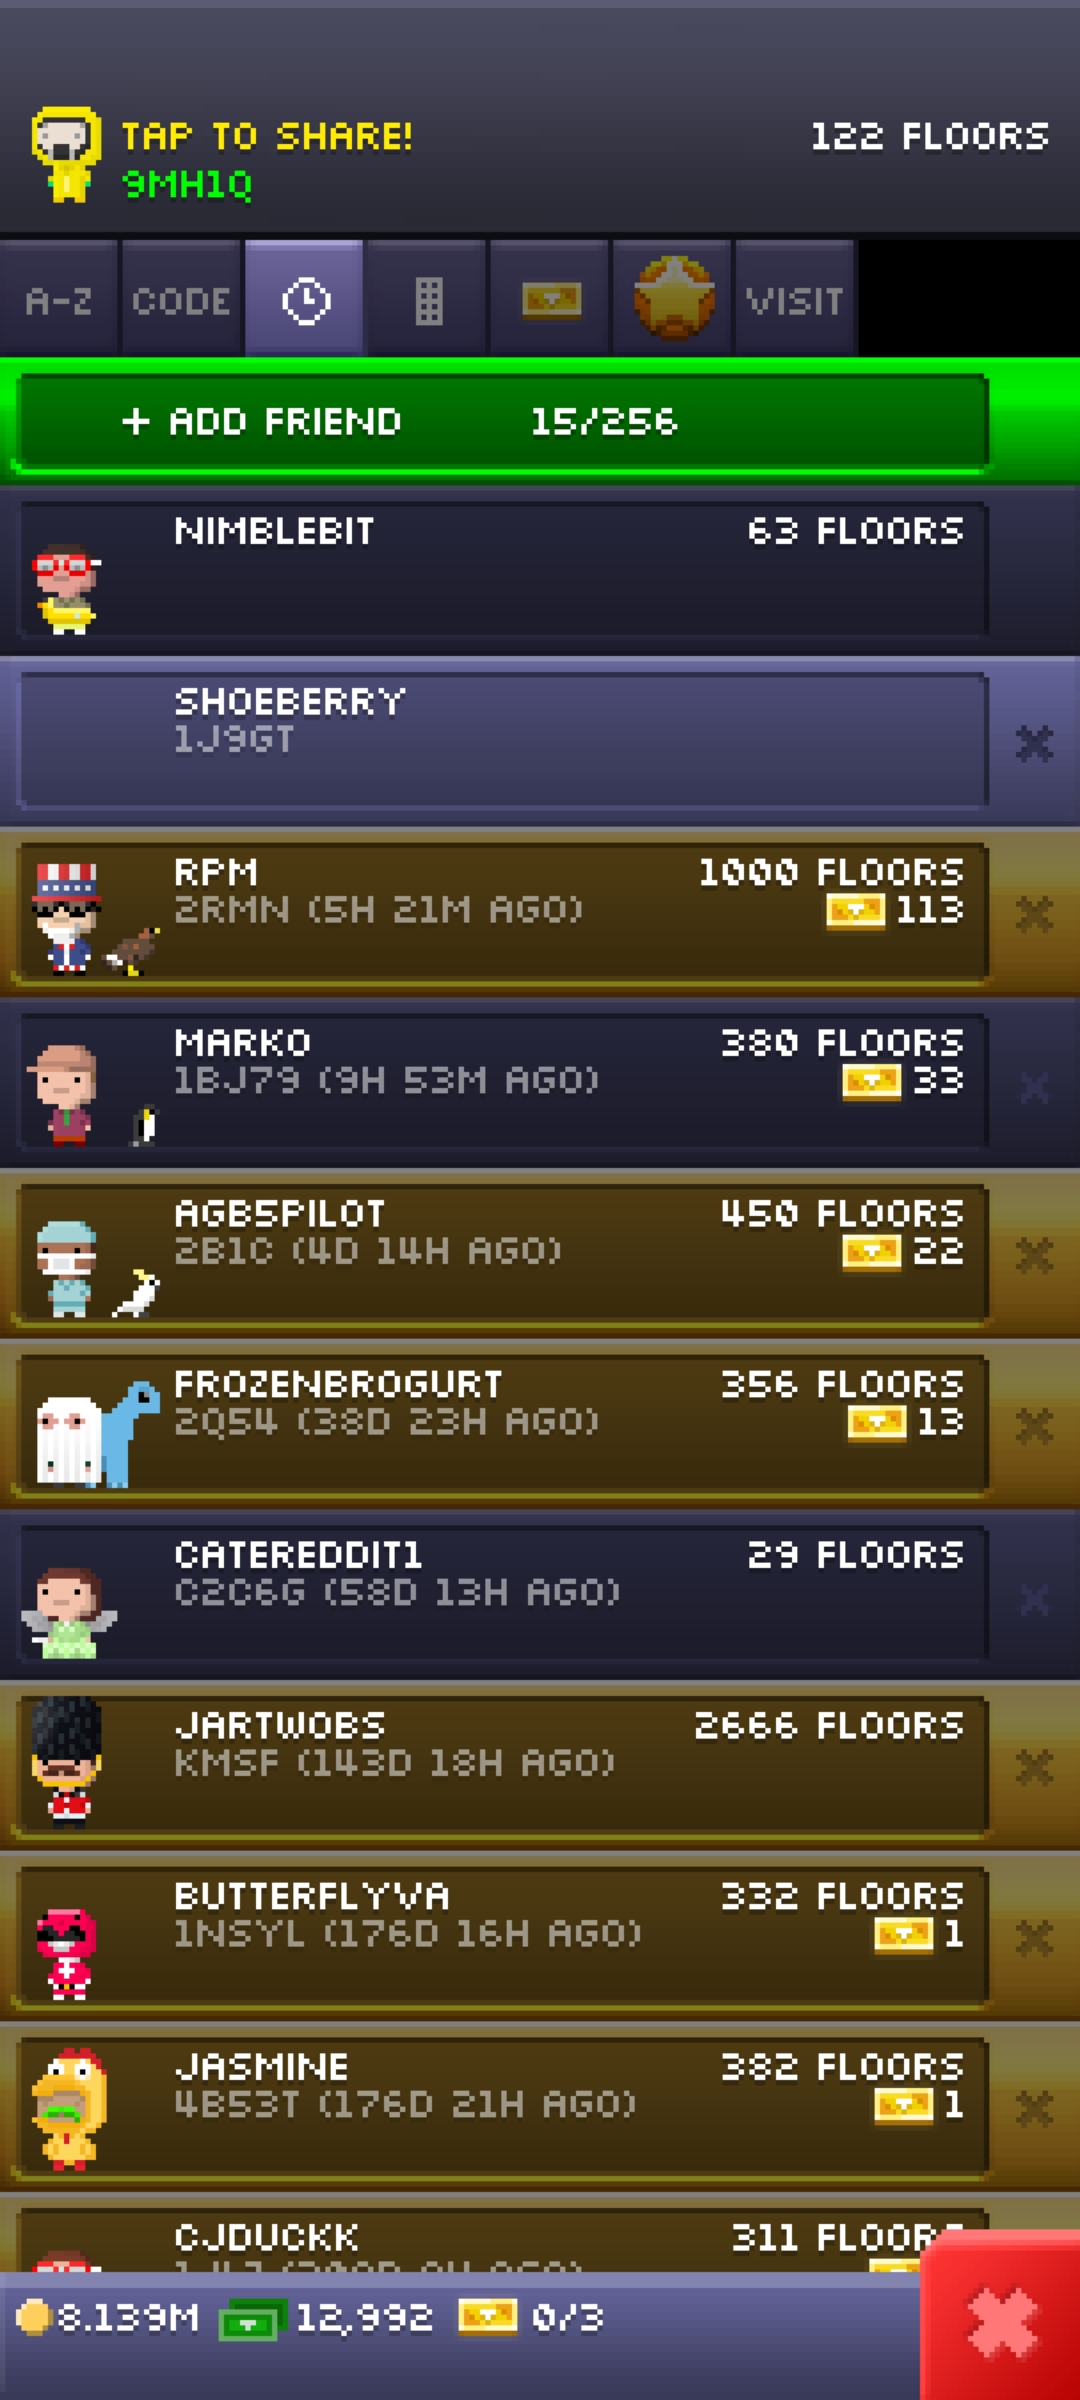 TAP TO SHARE!
122 FLOORS
9MH1Q
A-Z CODE VISIT
+ ADD FRIEND 15/256
NIMBLEBIT 63 FLOORS
SHOEBERRY
1J9GT
RPM 1000 FLOORS
2RMN (5H 21M AGO) 113
MARKO 380 FLOORS
1BJ79 (9H 53M AGO) 33
AGB5PILOT 450 FLOORS
2B1C (4D 14H AGO) 22
FROZENBROGURT 356 FLOORS
2Q54 (38D 23H AGO) 13
CATEREDDIT1 29 FLOORS
C2C6G (58D 13H AGO)
JARTWOBS 2666 FLOORS
KMSF (143D 18H AGO)
BUTTERFLYVA 332 FLOORS
1NSYL (176D 16H AGO) 1
JASMINE 382 FLOORS
4B53T (176D 21H AGO) 1
CJDUCKK 311 FLOORS
8.139M 12,992 0/3